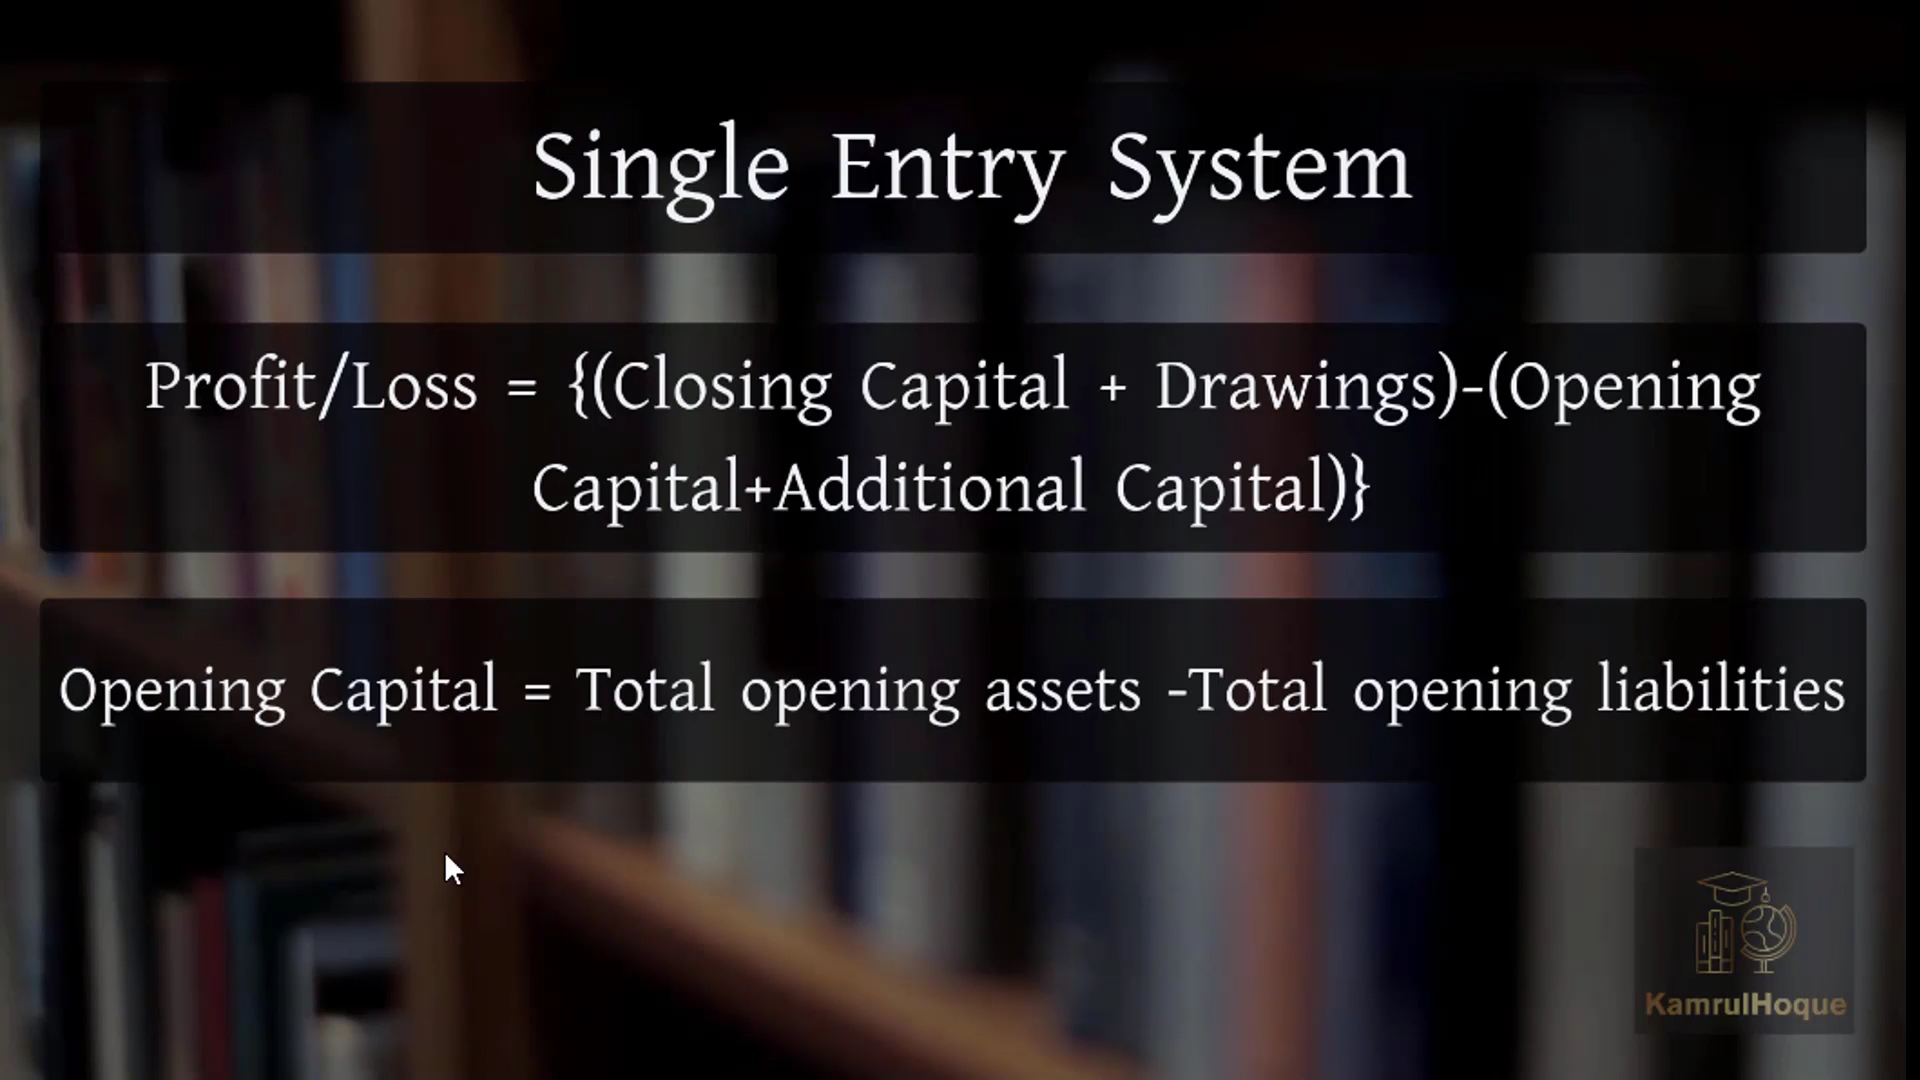 Single Entry System
Profit/Loss = {(Closing Capital + Drawings)-(Opening
Capital+Additional Capital)}
Opening Capital = Total opening assets -Total opening liabilities
KamrulHoque